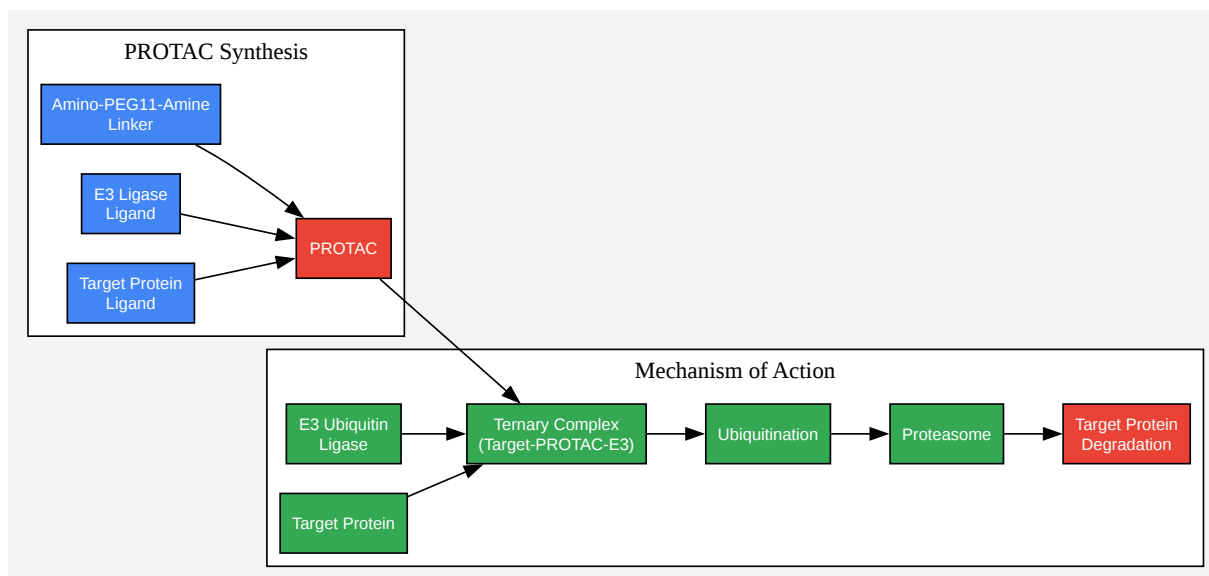 PROTAC Synthesis
Amino-PEG11-Amine
Linker
E3 Ligase
Ligand
Target Protein
Ligand
PROTAC
Mechanism of Action
E3 Ubiquitin
Ligase
Target Protein
Ternary Complex
(Target-PROTAC-E3)
Ubiquitination
Proteasome
Target Protein
Degradation